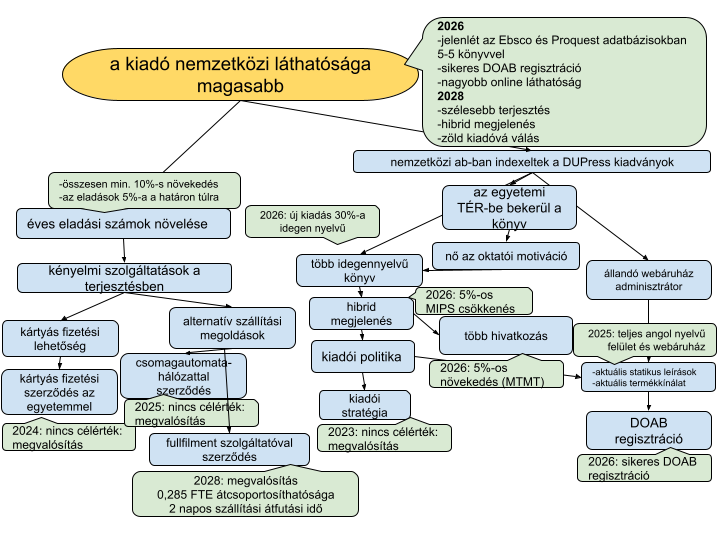 a kiadó nemzetközi láthatósága
magasabb
2026
-jelenlét az Ebsco és Proquest adatbázisokban
5-5 könyvvel
-sikeres DOAB regisztráció
-nagyobb online láthatóság
2028
-szélesebb terjesztés
-hibrid megjelenés
-zöld kiadóvá válás
nemzetközi ab-ban indexeltek a DUPress kiadványok
-összesen min. 10%-s növekedés
-az eladások 5%-a a határon túlra
éves eladási számok növelése
az egyetemi
TÉR-be bekerül a
könyv
2026: új kiadás 30%-a
idegen nyelvű
nő az oktatói motiváció
több idegennyelvű
könyv
állandó webáruház
adminisztrátor
kényelmi szolgáltatások a
terjesztésben
2026: 5%-os
MIPS csökkenés
hibrid
megjelenés
alternatív szállítási
megoldások
kártyás fizetési
lehetőség
több hivatkozás
2025: teljes angol nyelvű
felület és webáruház
kiadói politika
csomagautomata-
hálózattal
szerződés
kártyás fizetési
szerződés az
egyetemmel
2026: 5%-os
növekedés (MTMT)
-aktuális statikus leírások
-aktuális termékkínálat
kiadói
stratégia
2025: nincs célérték:
megvalósítás
2024: nincs célérték:
megvalósítás
2023: nincs célérték:
megvalósítás
DOAB
regisztráció
fullfilment szolgáltatóval
szerződés
2026: sikeres DOAB
regisztráció
2028: megvalósítás
0,285 FTE átcsoportosíthatósága
2 napos szállítási átfutási idő